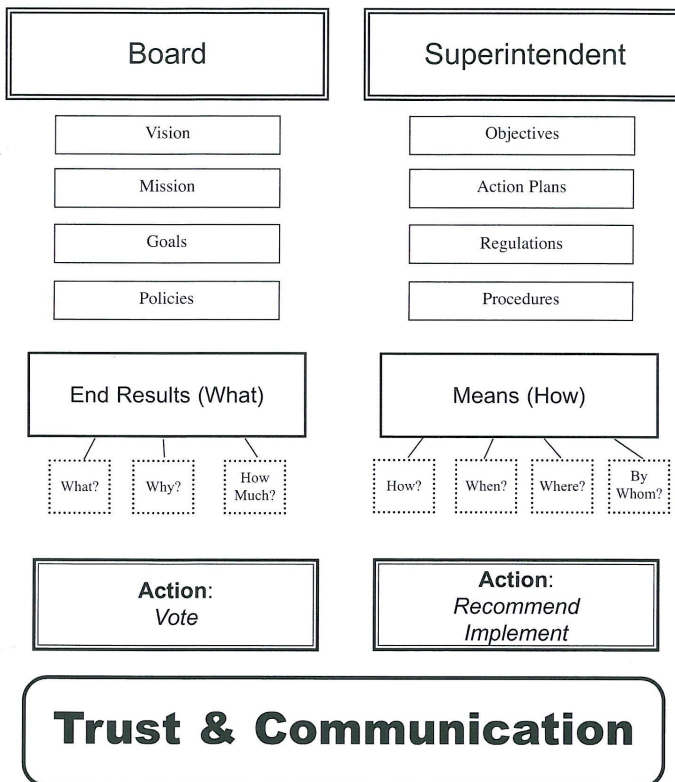 Board
Superintendent
Vision
Objectives
Mission
Action Plans
Goals
Regulations
Policies
Procedures
End Results (What)
Means (How)
What?
Why?
How
Much?
How?
When?
Where?
By
Whom?
Action:
Vote
Action:
Recommend
Implement
Trust & Communication